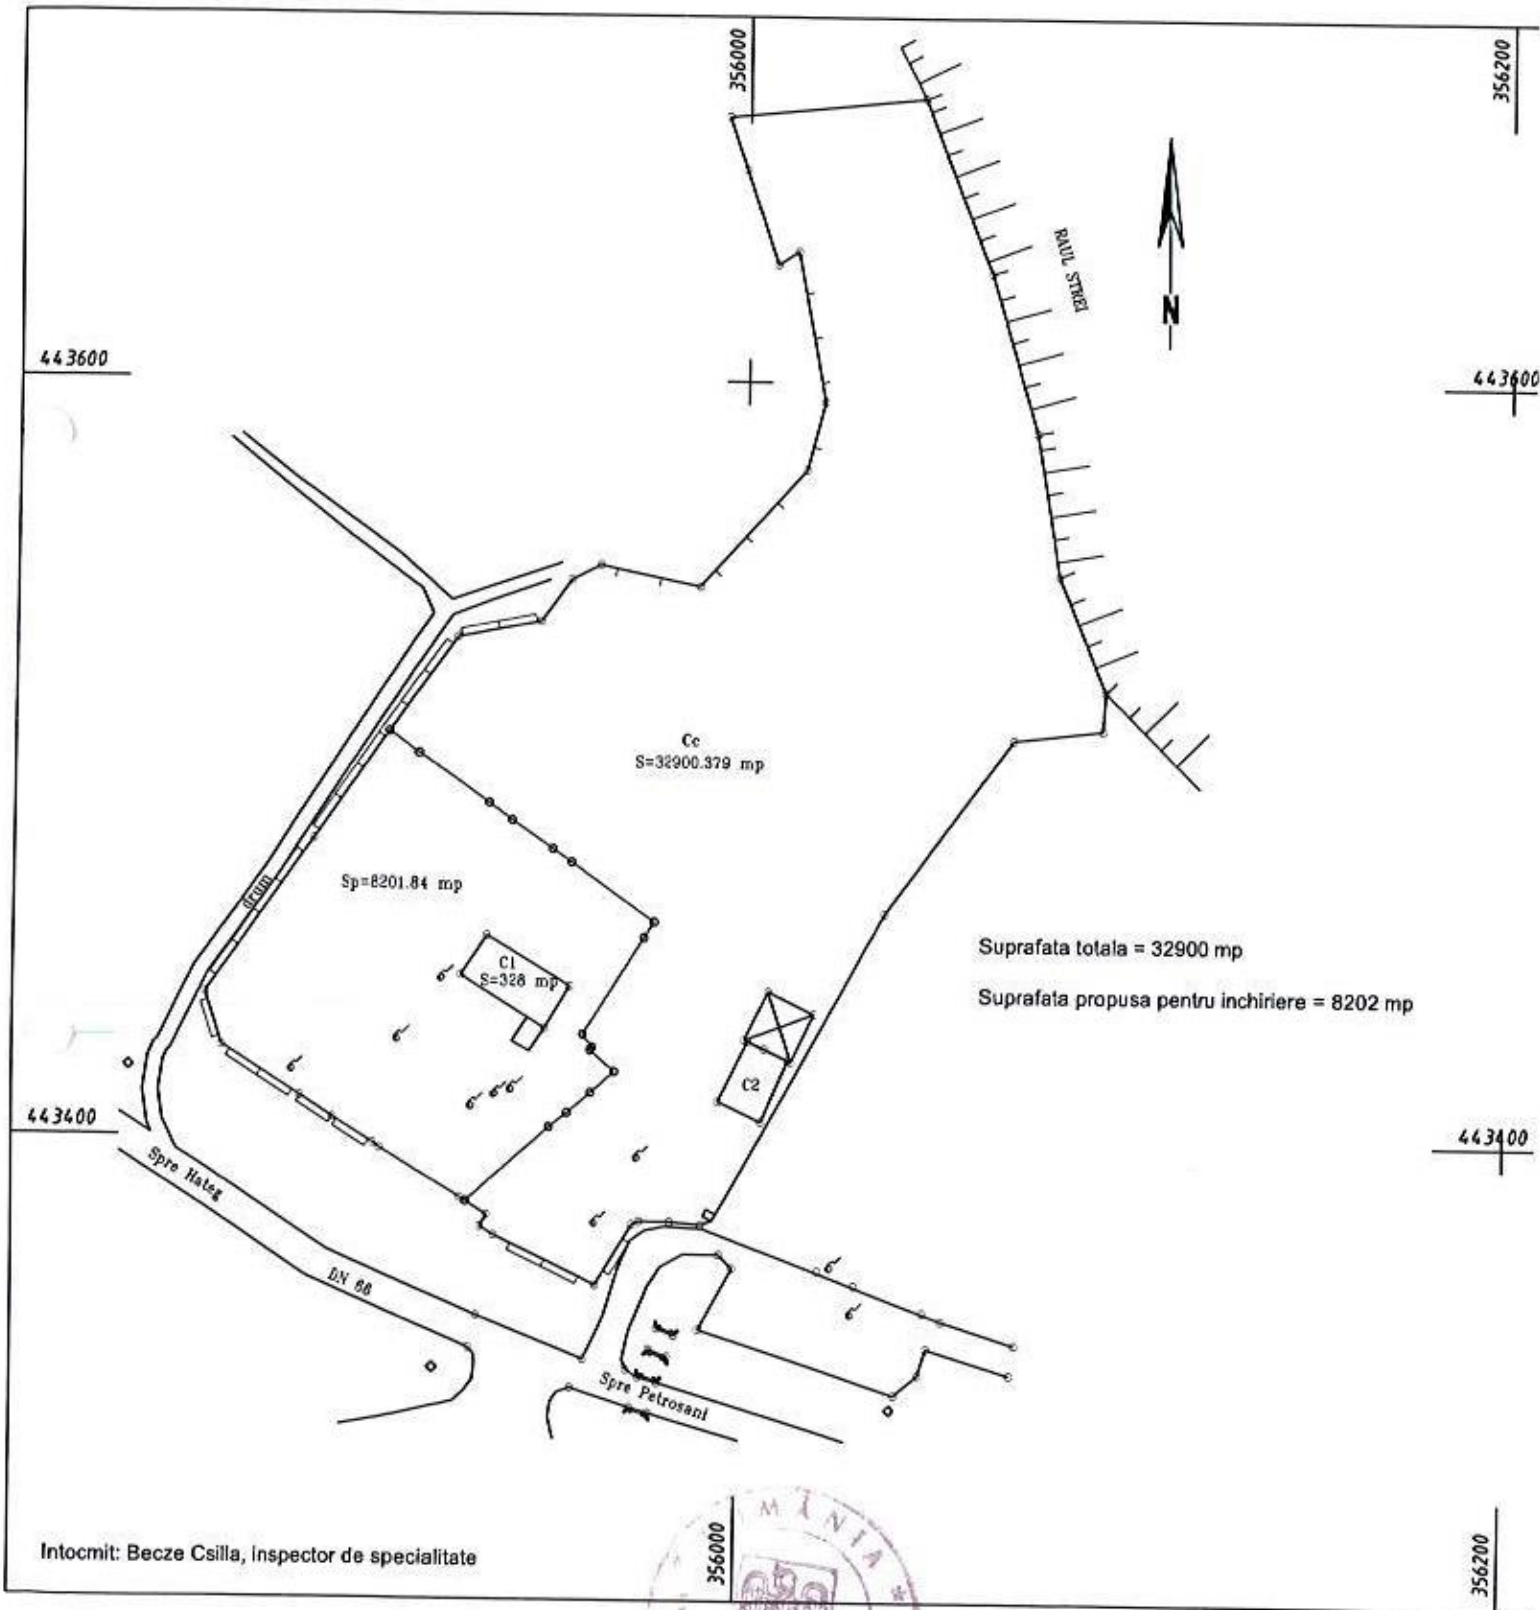 356000
356200
RAUL STREI
N
443600
443600
Cc
S=32900.379 mp
Sp=8201.84 mp
drum
C1
S=328 mp
Suprafata totala = 32900 mp
Suprafata propusa pentru inchiriere = 8202 mp
C2
443400
443400
Spre Hateg
DN 66
Spre Petrosani
356000
356200
MANIA *
Intocmit: Becze Csilla, inspector de specialitate